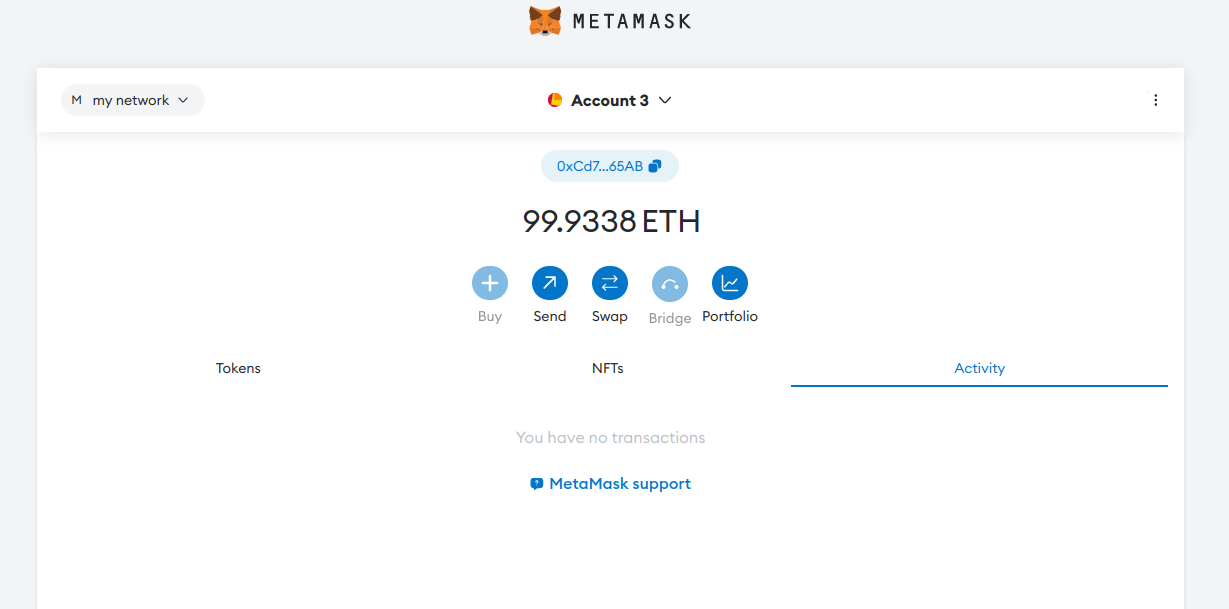 METAMASK
M my network
Account 3
0xCd7...65AB
99.9338 ETH
Buy
Send
Swap
Bridge
Portfolio
Tokens
NFTs
Activity
You have no transactions
MetaMask support